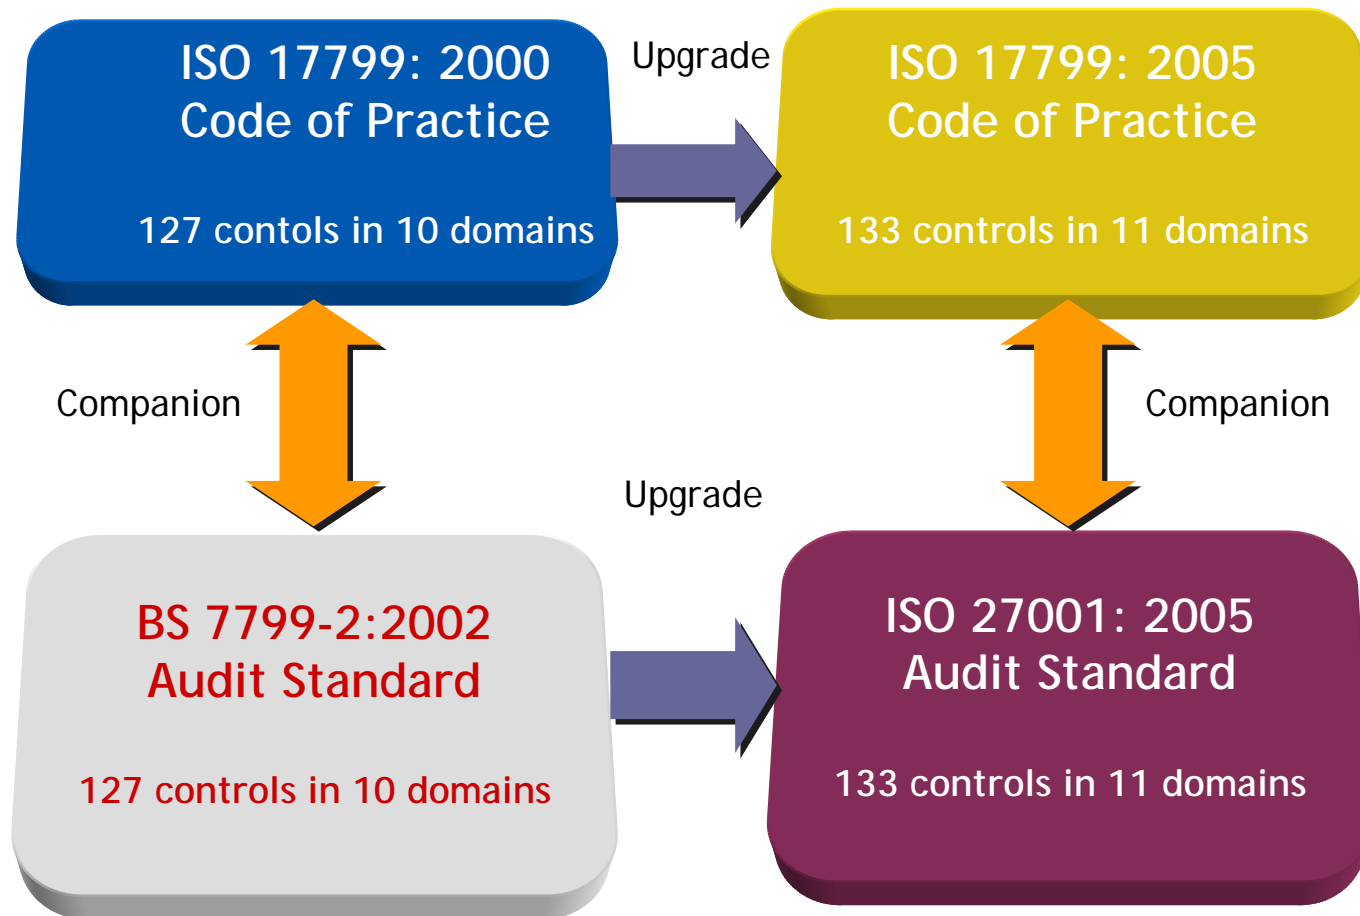 ISO 17799: 2000
Code of Practice
127 contols in 10 domains
Upgrade
ISO 17799: 2005
Code of Practice
133 controls in 11 domains
Companion
Companion
Upgrade
BS 7799-2:2002
Audit Standard
127 controls in 10 domains
ISO 27001: 2005
Audit Standard
133 controls in 11 domains